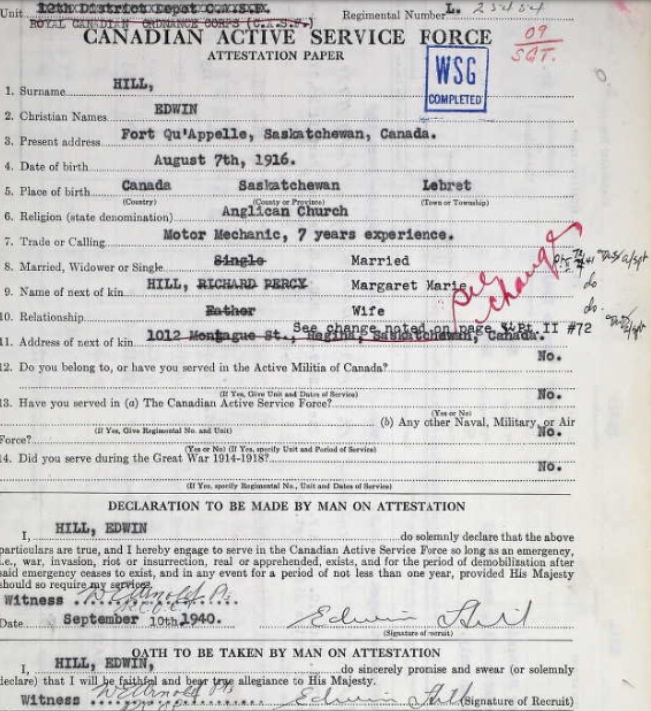 Unit 12th District Depot C.A.S.F. Regimental Number L.
ROYAL CANADIAN ORDNANCE CORPS (C.A.S.F.)
09
SGT.
CANADIAN ACTIVE SERVICE FORCE
ATTESTATION PAPER
WSG
COMPLETED
1. Surname HILL,
2. Christian Names EDWIN
3. Present address Fort Qu'Appelle, Saskatchewan, Canada.
4. Date of birth August 7th, 1916.
5. Place of birth Canada Saskatchewan Lebret
(Country) (County or Province) (Town or Township)
6. Religion (state denomination) Anglican Church
7. Trade or Calling Motor Mechanic, 7 years experience.
8. Married, Widower or Single Single Married
9. Name of next of kin HILL, RICHARD PERCY Margaret Marie do
see change
10. Relationship Father Wife do
See change noted on page Pt. II #72
11. Address of next of kin 1012 Montague St., Regina, Saskatchewan, Canada.
No.
12. Do you belong to, or have you served in the Active Militia of Canada?
(If Yes, Give Unit and Dates of Service) No.
13. Have you served in (a) The Canadian Active Service Force?
(Yes or No)
(If Yes, Give Regimental No. and Unit) (b) Any other Naval, Military, or Air
Force? No.
(Yes or No) (If Yes, specify Unit and Period of Service)
14. Did you serve during the Great War 1914-1918? No.
(If Yes, specify Regimental No., Unit and Dates of Service)
DECLARATION TO BE MADE BY MAN ON ATTESTATION
I, HILL, EDWIN do solemnly declare that the above
particulars are true, and I hereby engage to serve in the Canadian Active Service Force so long as an emergency,
i.e., war, invasion, riot or insurrection, real or apprehended, exists, and for the period of demobilization after
said emergency ceases to exist, and in any event for a period of not less than one year, provided His Majesty
should so require my services.
Witness
Date September 10th, 1940. Edwin Hill
(Signature of recruit)
OATH TO BE TAKEN BY MAN ON ATTESTATION
I, HILL, EDWIN, do sincerely promise and swear (or solemnly
declare) that I will be faithful and bear true allegiance to His Majesty.
Witness Edwin Hill (Signature of Recruit)